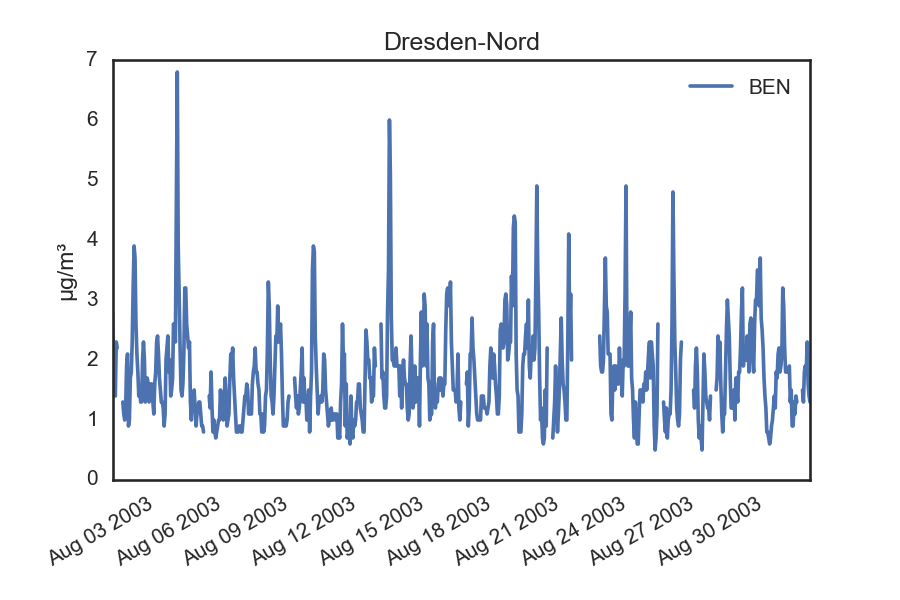 Dresden-Nord
BEN
µg/m³
7
6
5
4
3
2
1
0
Aug 03 2003
Aug 06 2003
Aug 09 2003
Aug 12 2003
Aug 15 2003
Aug 18 2003
Aug 21 2003
Aug 24 2003
Aug 27 2003
Aug 30 2003